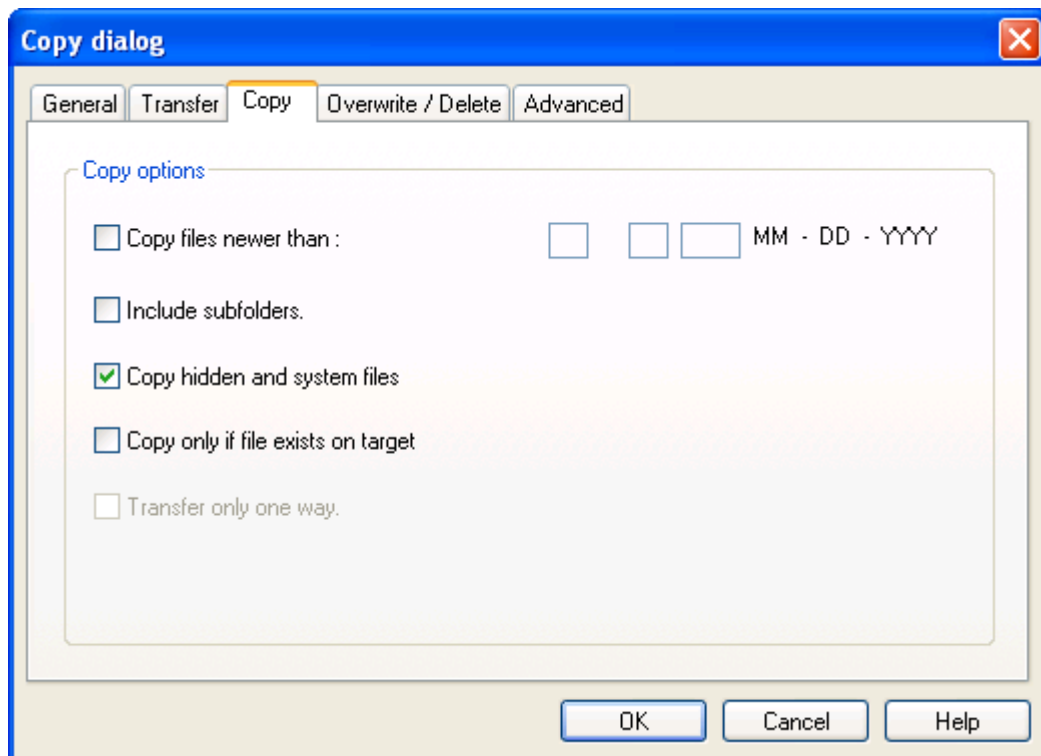 Copy dialog
General Transfer Copy Overwrite / Delete Advanced
Copy options
Copy files newer than : MM - DD - YYYY
Include subfolders.
Copy hidden and system files
Copy only if file exists on target
Transfer only one way.
OK Cancel Help